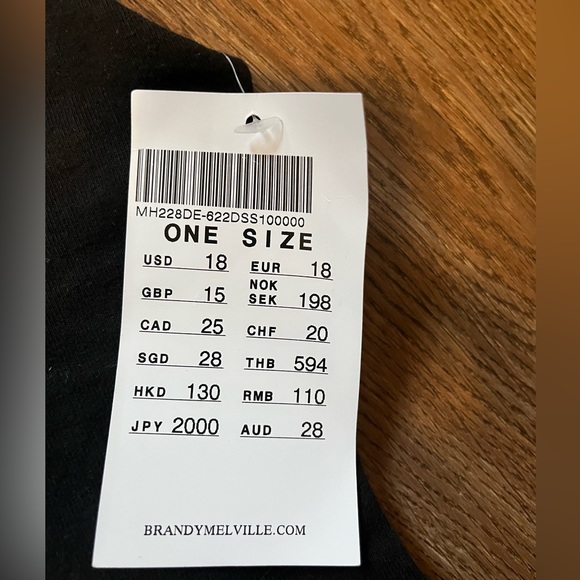 MH228DE-622DSS100000
ONE SIZE
USD 18 EUR 18
NOK
GBP 15 SEK 198
CAD 25 CHF 20
SGD 28 THB 594
HKD 130 RMB 110
JPY 2000 AUD 28
BRANDYMELVILLE.COM